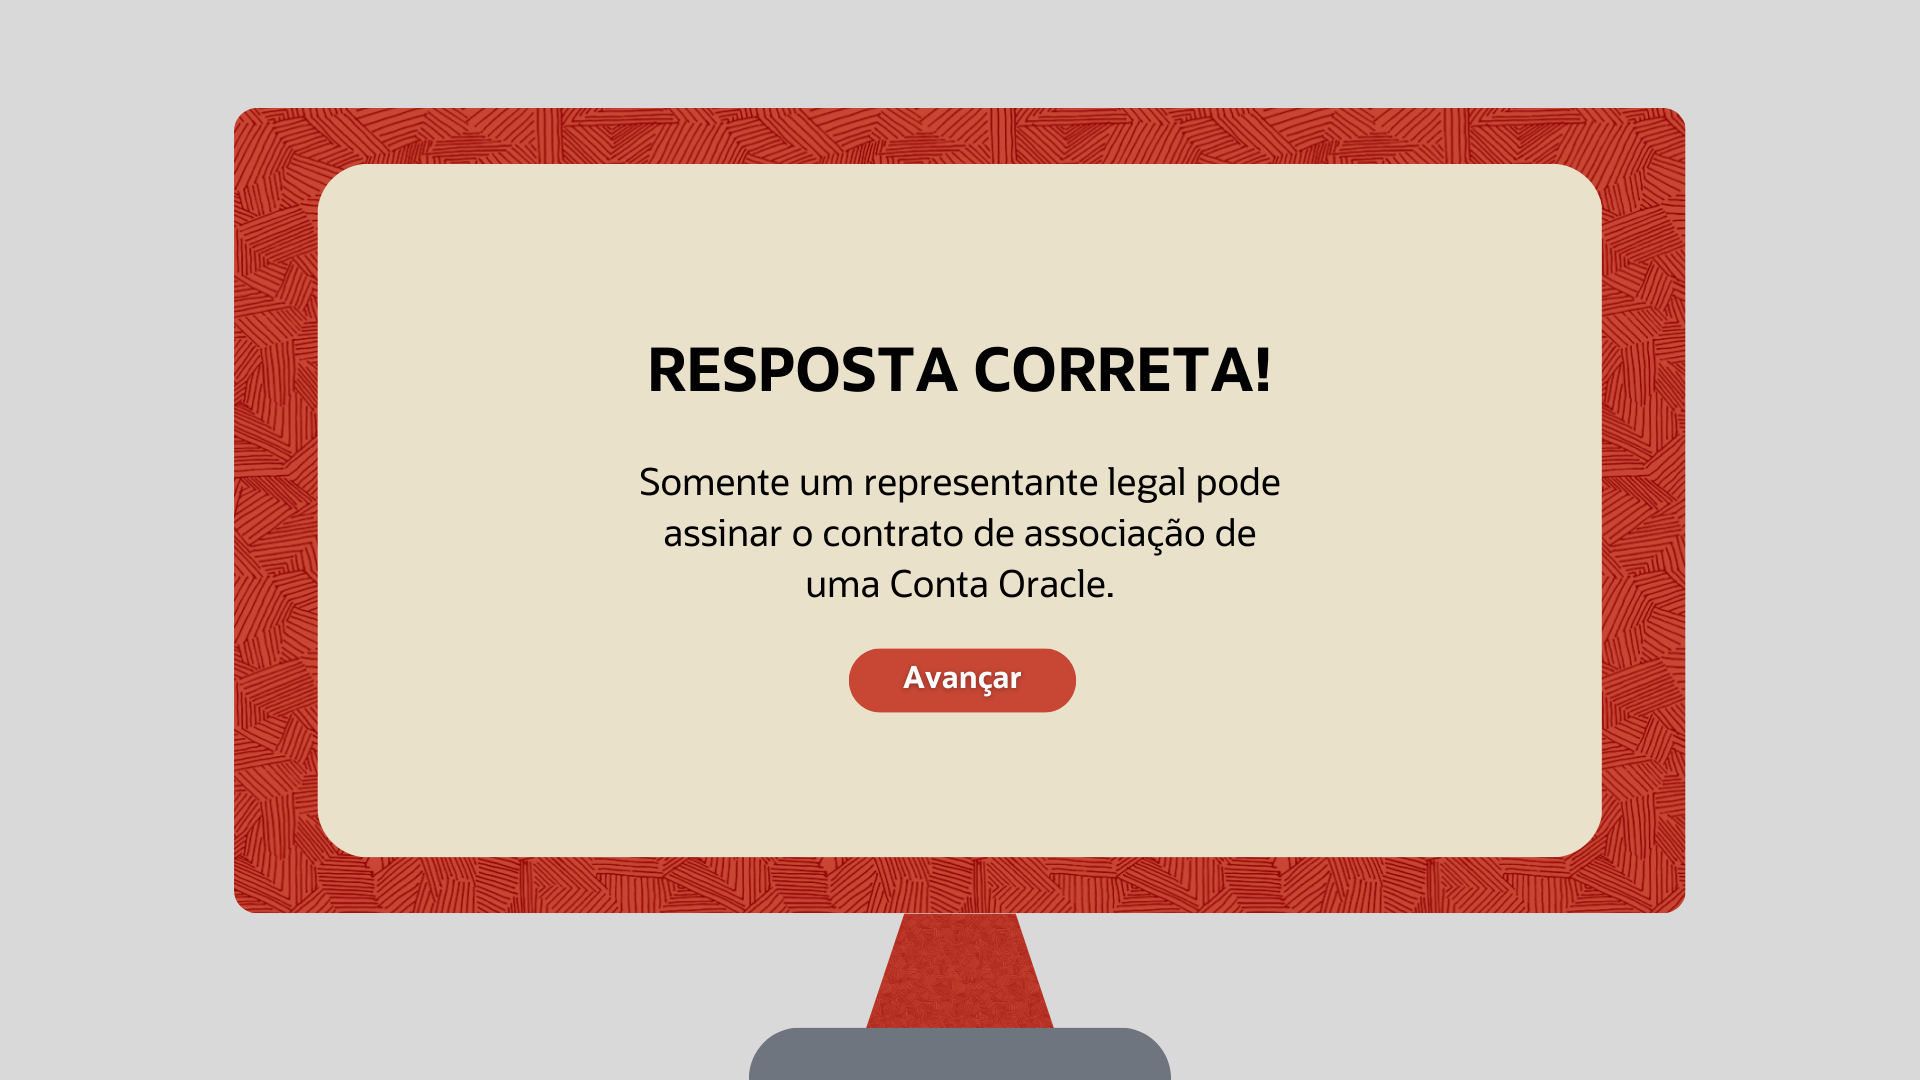 RESPOSTA CORRETA!
Somente um representante legal pode
assinar o contrato de associação de
uma Conta Oracle.
Avançar